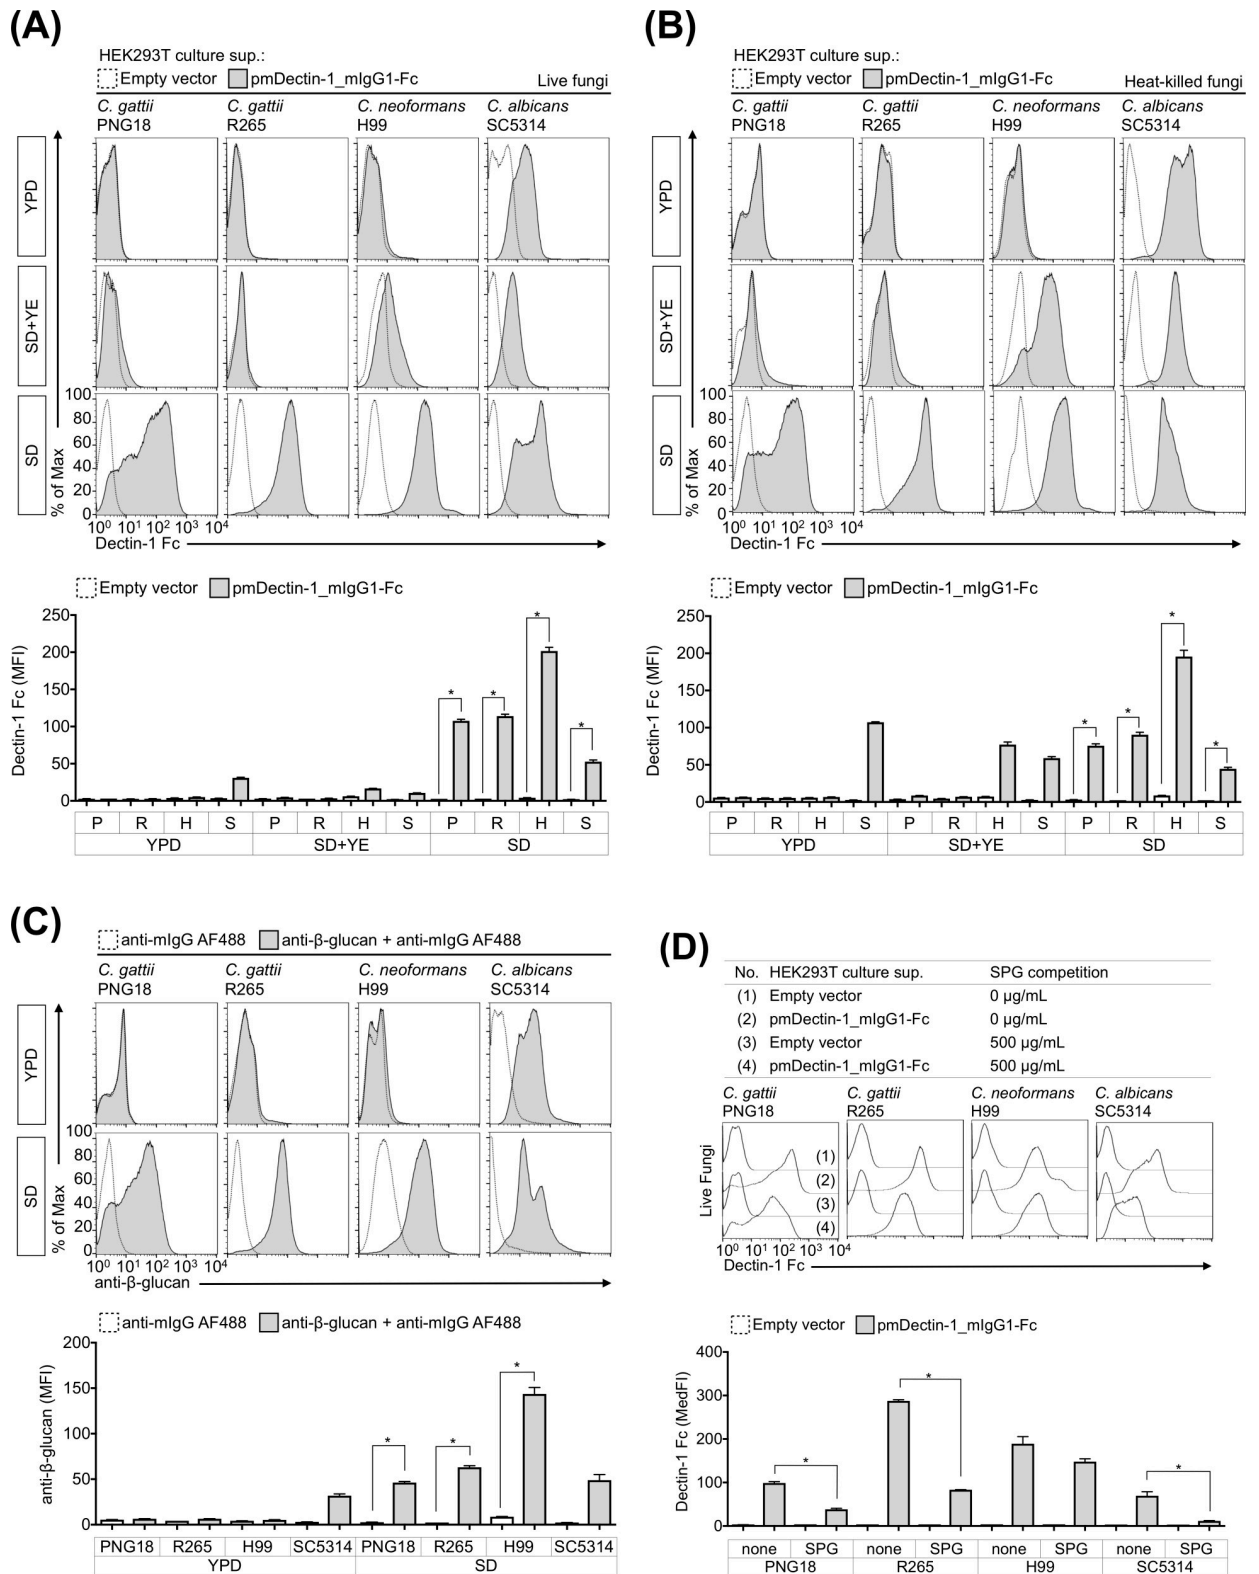 (A)
HEK293T culture sup.:
Empty vector pmDectin-1_mIgG1-Fc Live fungi
C. gattii C. gattii C. neoformans C. albicans
PNG18 R265 H99 SC5314
YPD
SD+YE
SD
100
80
60
40
20
0
% of Max
10⁰ 10¹ 10² 10³ 10⁴
Dectin-1 Fc
Empty vector pmDectin-1_mIgG1-Fc
Dectin-1 Fc (MFI)
250
200
150
100
50
0
* * * *
P R H S P R H S P R H S
YPD SD+YE SD
(B)
HEK293T culture sup.:
Empty vector pmDectin-1_mIgG1-Fc Heat-killed fungi
C. gattii C. gattii C. neoformans C. albicans
PNG18 R265 H99 SC5314
YPD
SD+YE
SD
100
80
60
40
20
0
% of Max
10⁰ 10¹ 10² 10³ 10⁴
Dectin-1 Fc
Empty vector pmDectin-1_mIgG1-Fc
Dectin-1 Fc (MFI)
250
200
150
100
50
0
* * * *
P R H S P R H S P R H S
YPD SD+YE SD
(C)
anti-mIgG AF488 anti-β-glucan + anti-mIgG AF488
C. gattii C. gattii C. neoformans C. albicans
PNG18 R265 H99 SC5314
YPD
SD
100
80
60
40
20
0
% of Max
10⁰ 10¹ 10² 10³ 10⁴
anti-β-glucan
anti-mIgG AF488 anti-β-glucan + anti-mIgG AF488
anti-β-glucan (MFI)
200
150
100
50
0
* * *
PNG18 R265 H99 SC5314 PNG18 R265 H99 SC5314
YPD SD
(D)
No. HEK293T culture sup. SPG competition
(1) Empty vector 0 µg/mL
(2) pmDectin-1_mIgG1-Fc 0 µg/mL
(3) Empty vector 500 µg/mL
(4) pmDectin-1_mIgG1-Fc 500 µg/mL
C. gattii C. gattii C. neoformans C. albicans
PNG18 R265 H99 SC5314
Live Fungi
(1)
(2)
(3)
(4)
10⁰ 10¹ 10² 10³ 10⁴
Dectin-1 Fc
Empty vector pmDectin-1_mIgG1-Fc
Dectin-1 Fc (MedFI)
400
300
200
100
0
* * *
none SPG none SPG none SPG none SPG
PNG18 R265 H99 SC5314